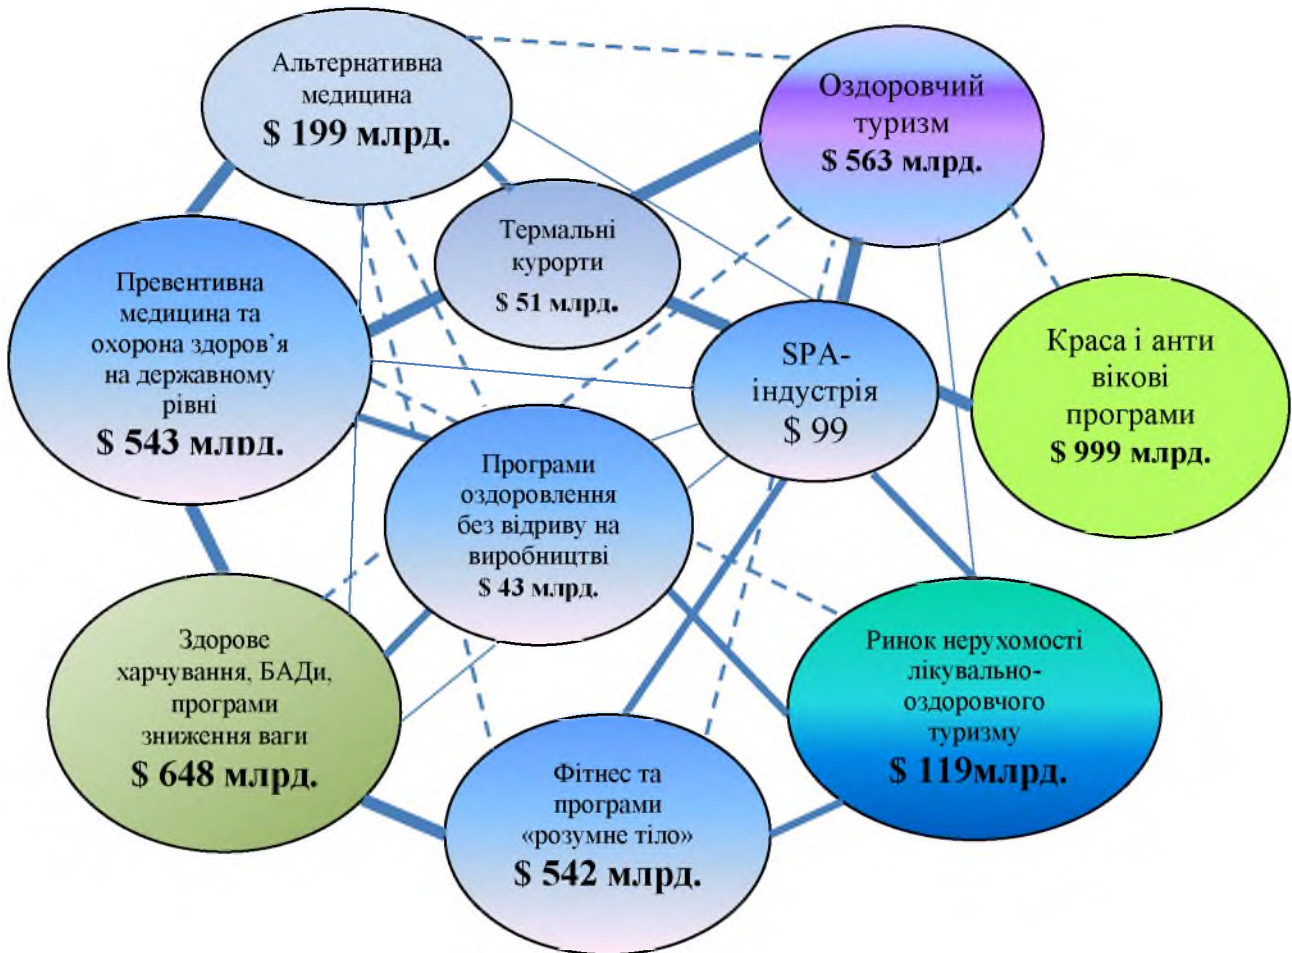 Альтернативна
медицина
$ 199 млрд.
Оздоровчий
туризм
$ 563 млрд.
Термальні
курорти
$ 51 млрд.
Превентивна
медицина та
охорона здоров’я
на державному
рівні
$ 543 млрд.
SPA-
індустрія
$ 99
Краса і анти
вікові
програми
$ 999 млрд.
Програми
оздоровлення
без відриву на
виробництві
$ 43 млрд.
Здорове
харчування, БАДи,
програми
зниження ваги
$ 648 млрд.
Ринок нерухомості
лікувально-
оздоровчого
туризму
$ 119млрд.
Фітнес та
програми
«розумне тіло»
$ 542 млрд.